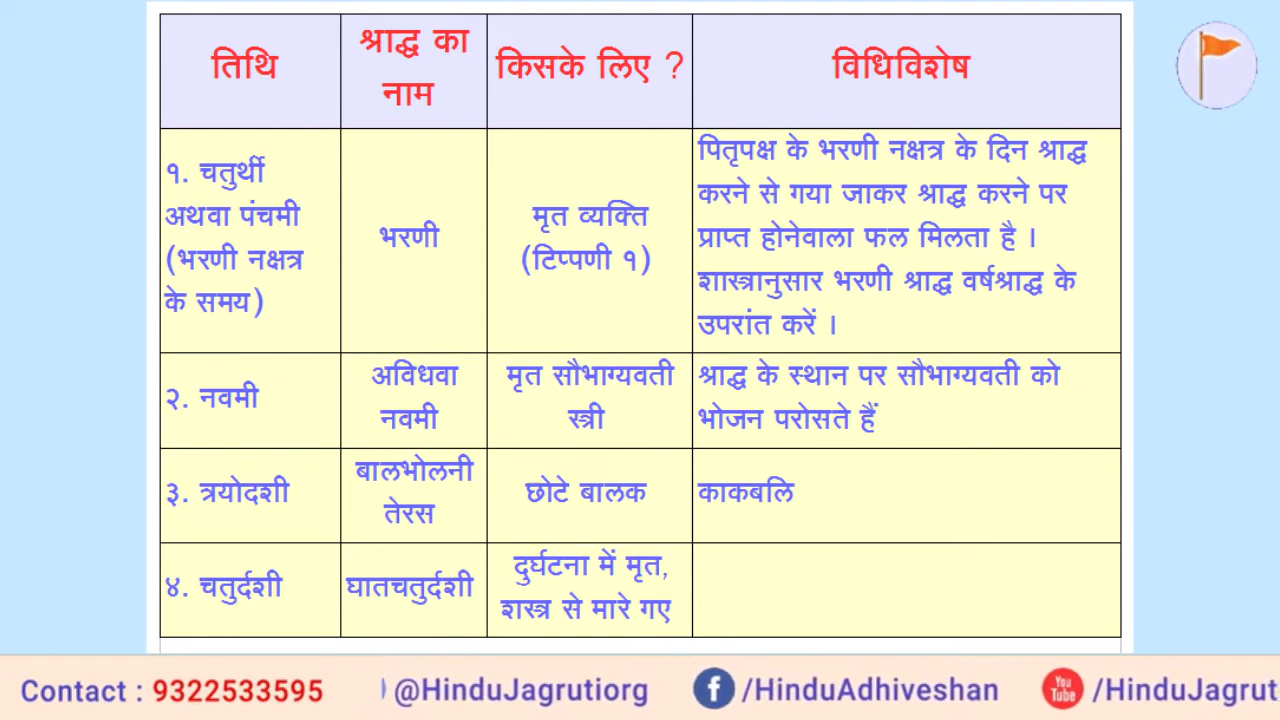 तिथि
श्राद्ध का
नाम
किसके लिए ?
विधिविशेष
१. चतुर्थी
अथवा पंचमी
(भरणी नक्षत्र
के समय)
भरणी
मृत व्यक्ति
(टिप्पणी १)
पितृपक्ष के भरणी नक्षत्र के दिन श्राद्ध
करने से गया जाकर श्राद्ध करने पर
प्राप्त होनेवाला फल मिलता है ।
शास्त्रानुसार भरणी श्राद्ध वर्षश्राद्ध के
उपरांत करें ।
२. नवमी
अविधवा
नवमी
मृत सौभाग्यवती
स्त्री
श्राद्ध के स्थान पर सौभाग्यवती को
भोजन परोसते हैं
३. त्रयोदशी
बालभोलनी
तेरस
छोटे बालक
काकबलि
४. चतुर्दशी
घातचतुर्दशी
दुर्घटना में मृत,
शस्त्र से मारे गए
Contact : 9322533595 @HinduJagrutiorg /HinduAdhiveshan You Tube /HinduJagrut